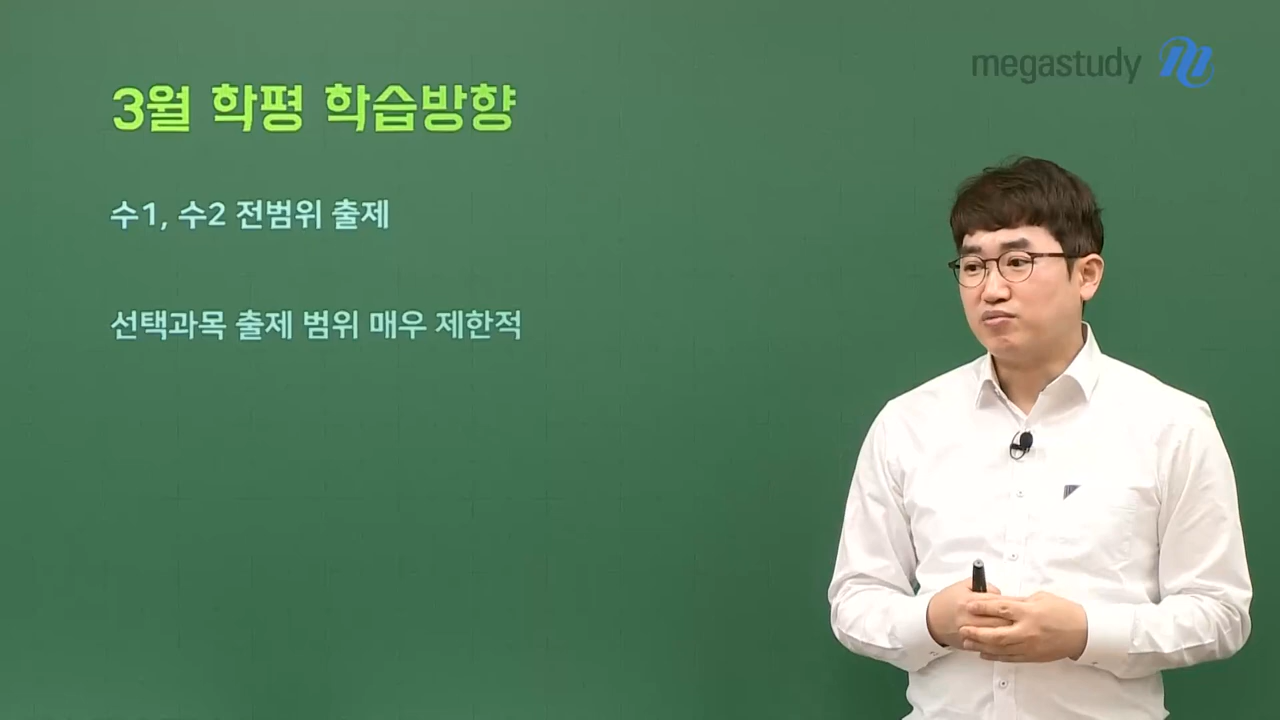 megastudy
3월 학평 학습방향
수1, 수2 전범위 출제
선택과목 출제 범위 매우 제한적